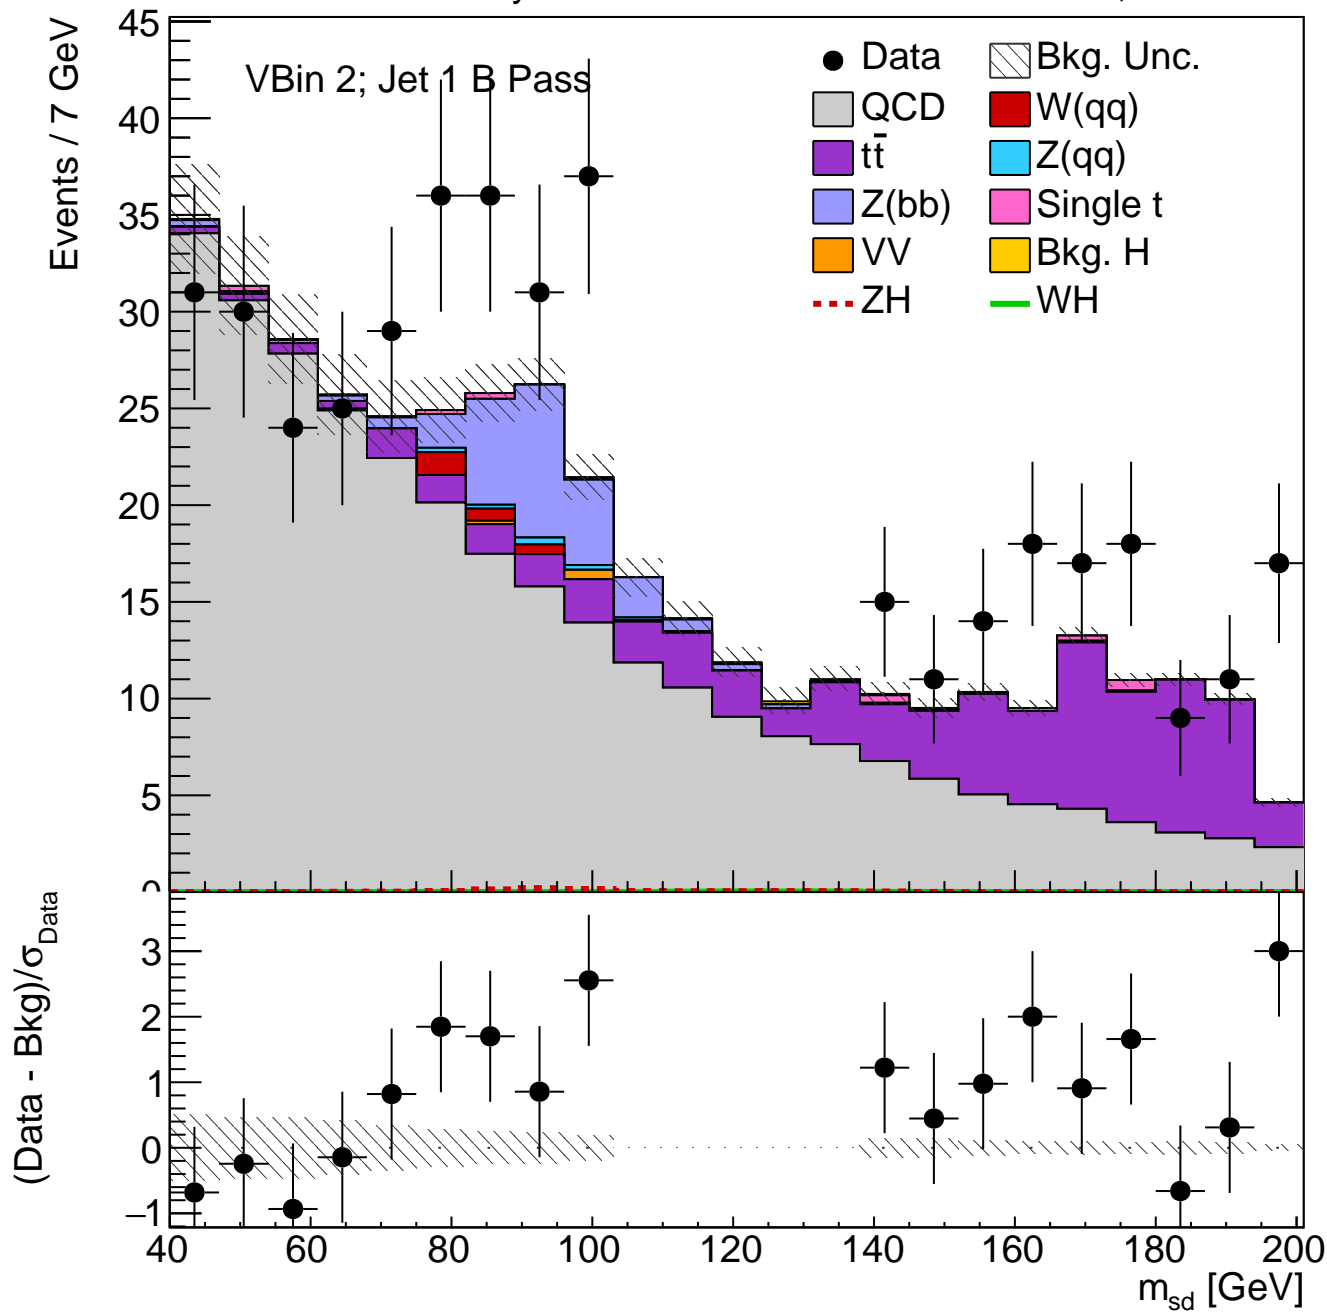 VBin 2; Jet 1 B Pass
Data
Bkg. Unc.
QCD
W(qq)
tt̄
Z(qq)
Z(bb)
Single t
VV
Bkg. H
ZH
WH
Events / 7 GeV
45
40
35
30
25
20
15
10
5
0
(Data - Bkg)/σData
3
2
1
0
−1
40 60 80 100 120 140 160 180 200
msd [GeV]